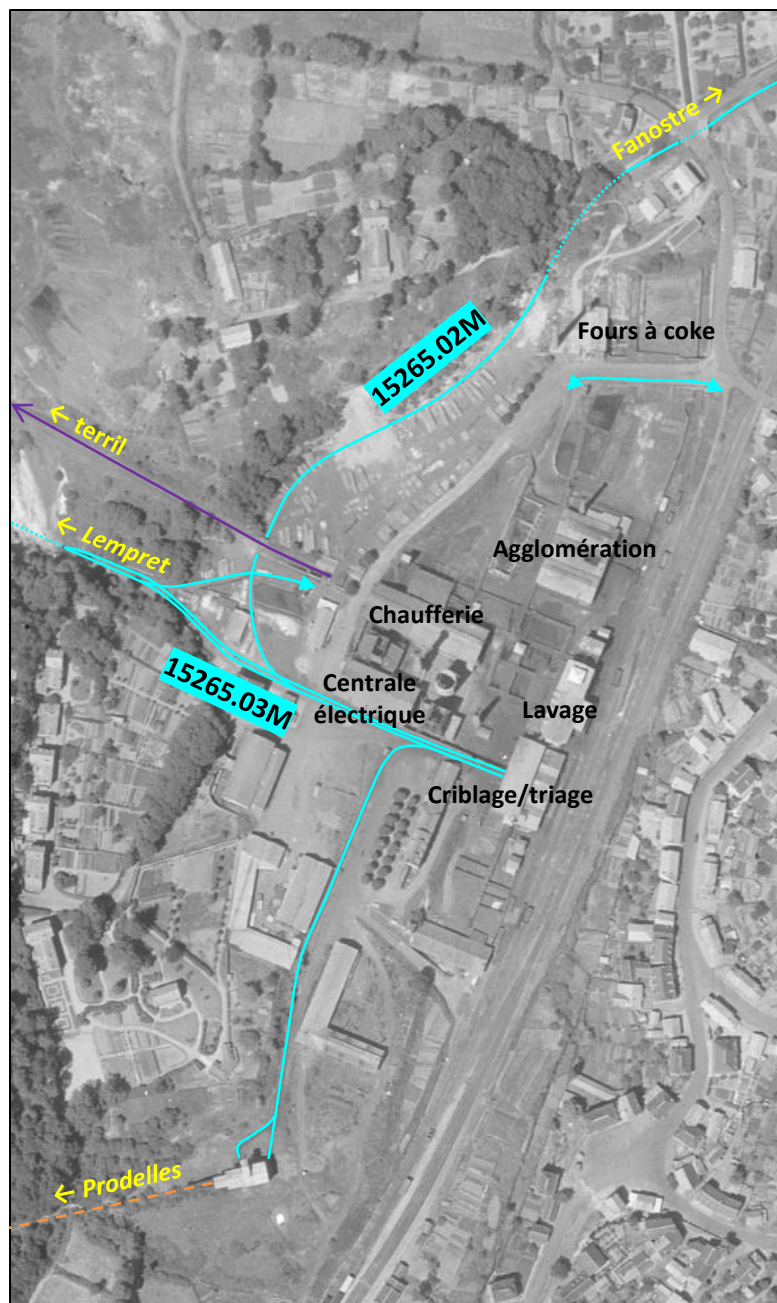 Fanostre →
Fours à coke
15265.02M
← terril
← Lempret
Agglomération
Chaufferie
15265.03M
Centrale
électrique
Lavage
Criblage/triage
← Prodelles